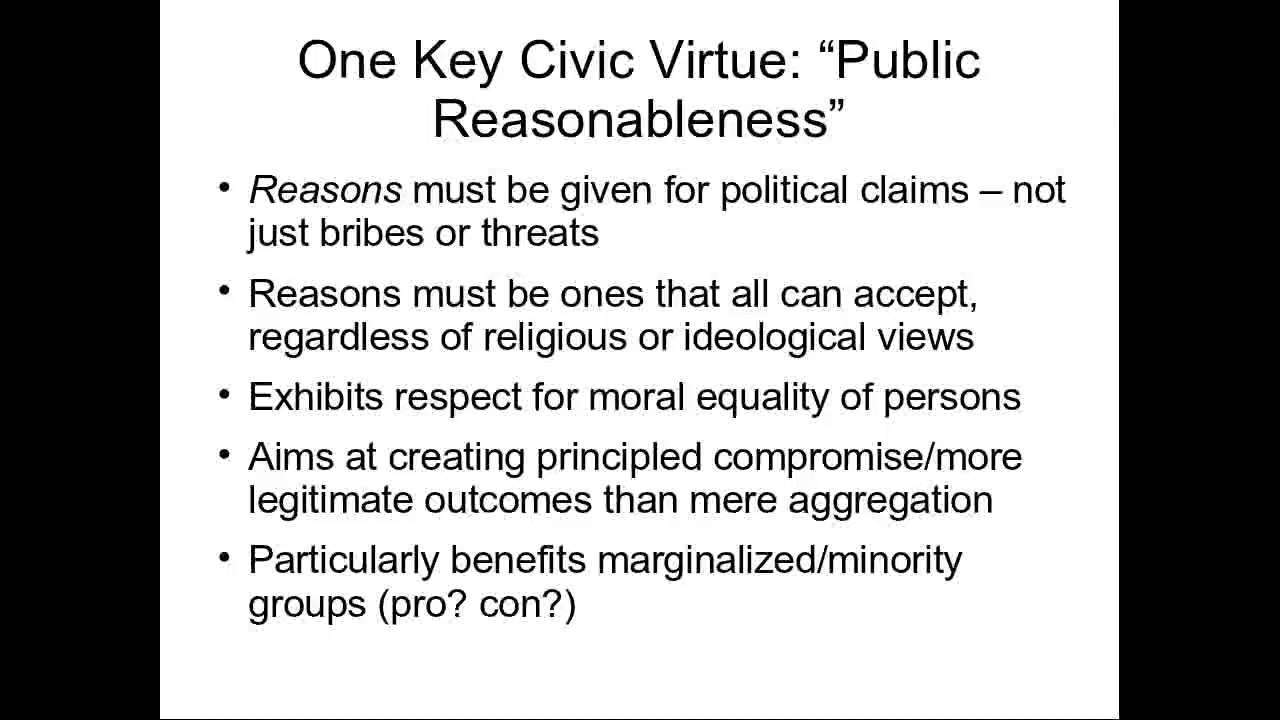 One Key Civic Virtue: “Public
Reasonableness”
• Reasons must be given for political claims – not
just bribes or threats
• Reasons must be ones that all can accept,
regardless of religious or ideological views
• Exhibits respect for moral equality of persons
• Aims at creating principled compromise/more
legitimate outcomes than mere aggregation
• Particularly benefits marginalized/minority
groups (pro? con?)